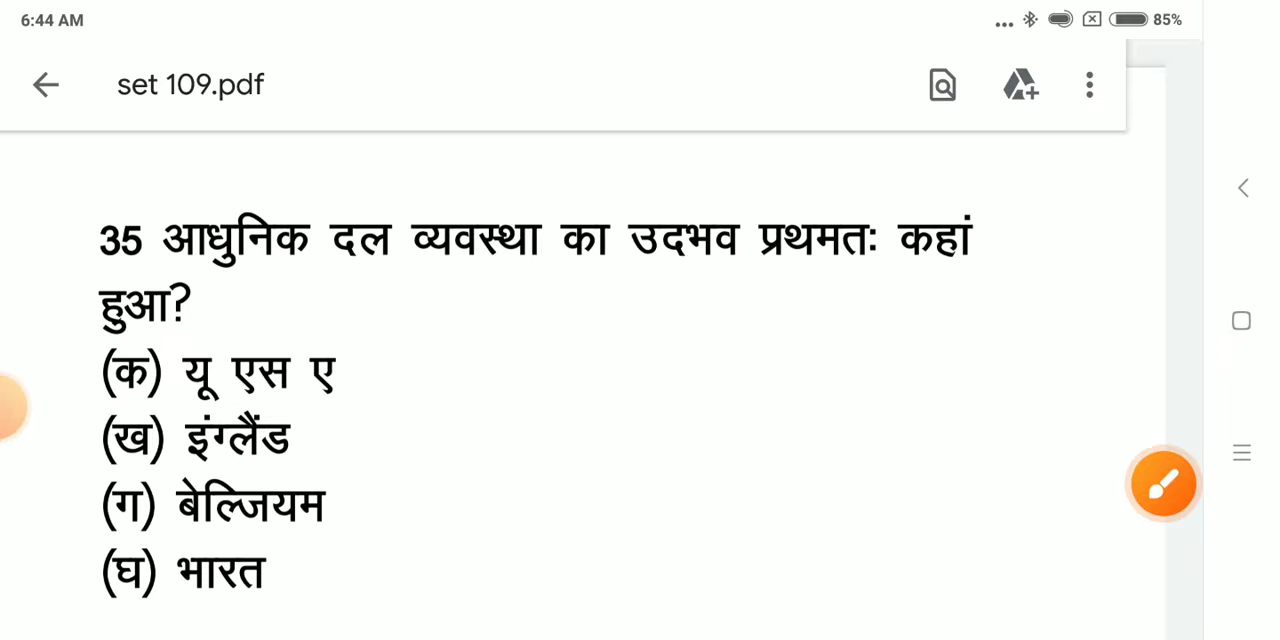 6:44 AM
85%
set 109.pdf
35 आधुनिक दल व्यवस्था का उदभव प्रथमतः कहां
हुआ?
(क) यू एस ए
(ख) इंग्लैंड
(ग) बेल्जियम
(घ) भारत